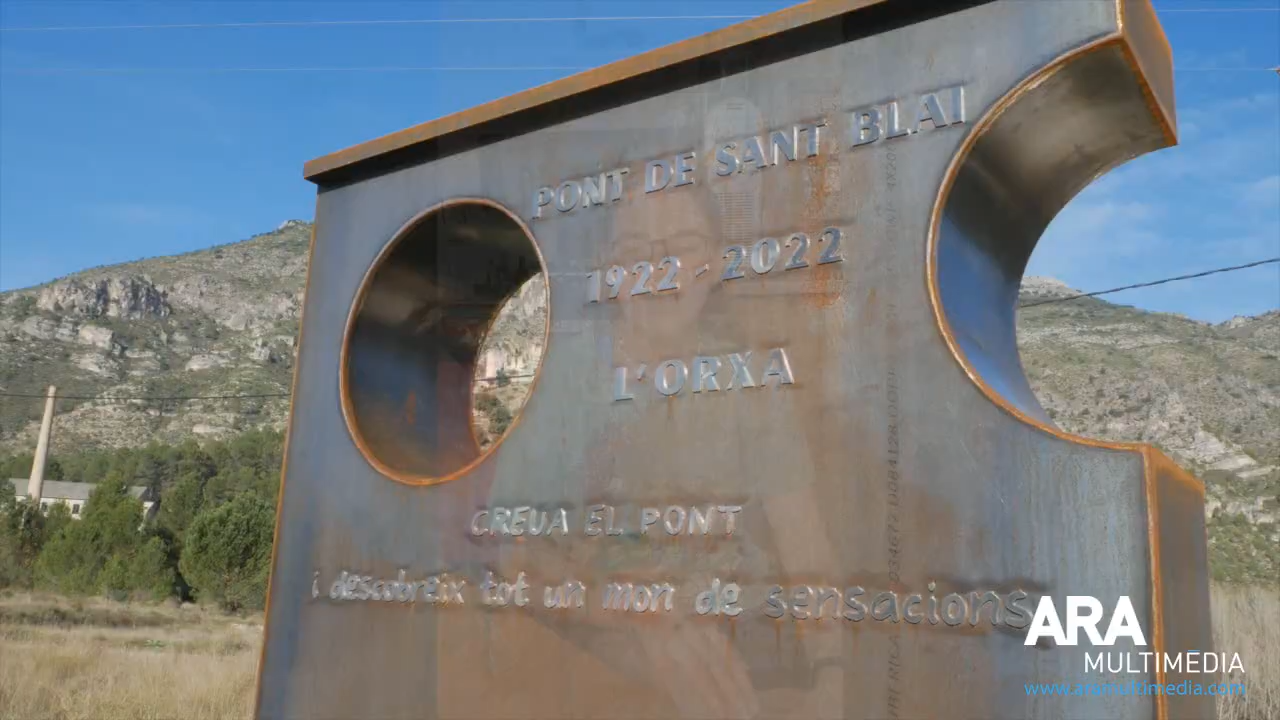 PONT DE SANT BLAI
1922 - 2022
L'ORXA
CREUA EL PONT
i descobreix tot un mon de sensacions
ARA
MULTIMÈDIA
www.aramultimedia.com